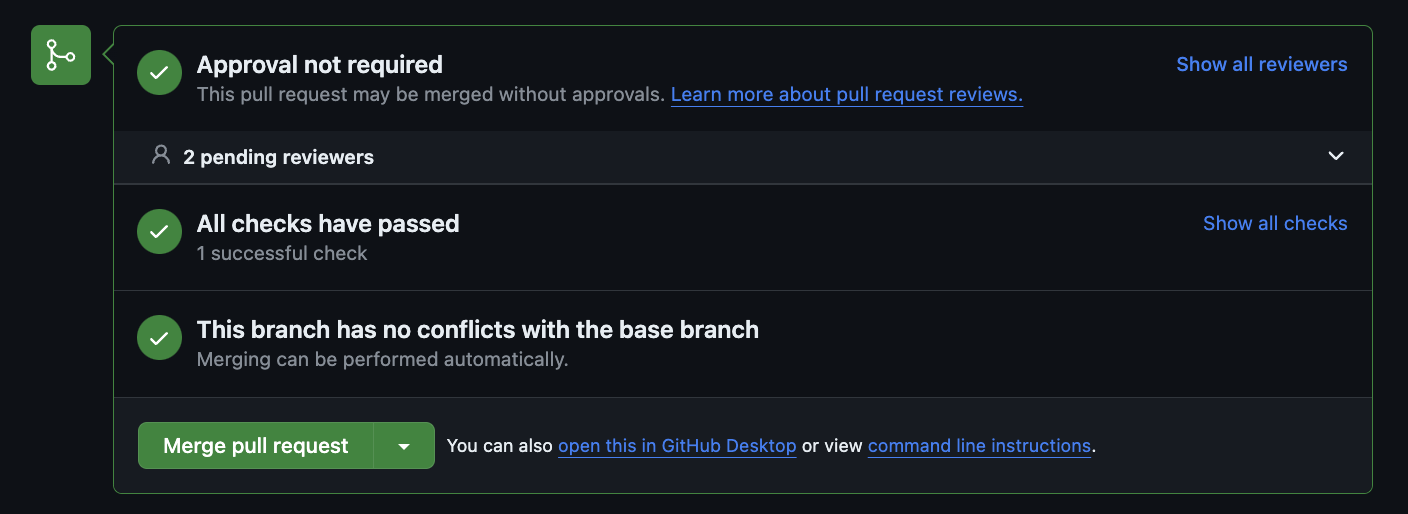 Approval not required
Show all reviewers
This pull request may be merged without approvals. Learn more about pull request reviews.
2 pending reviewers
All checks have passed
Show all checks
1 successful check
This branch has no conflicts with the base branch
Merging can be performed automatically.
Merge pull request
You can also open this in GitHub Desktop or view command line instructions.